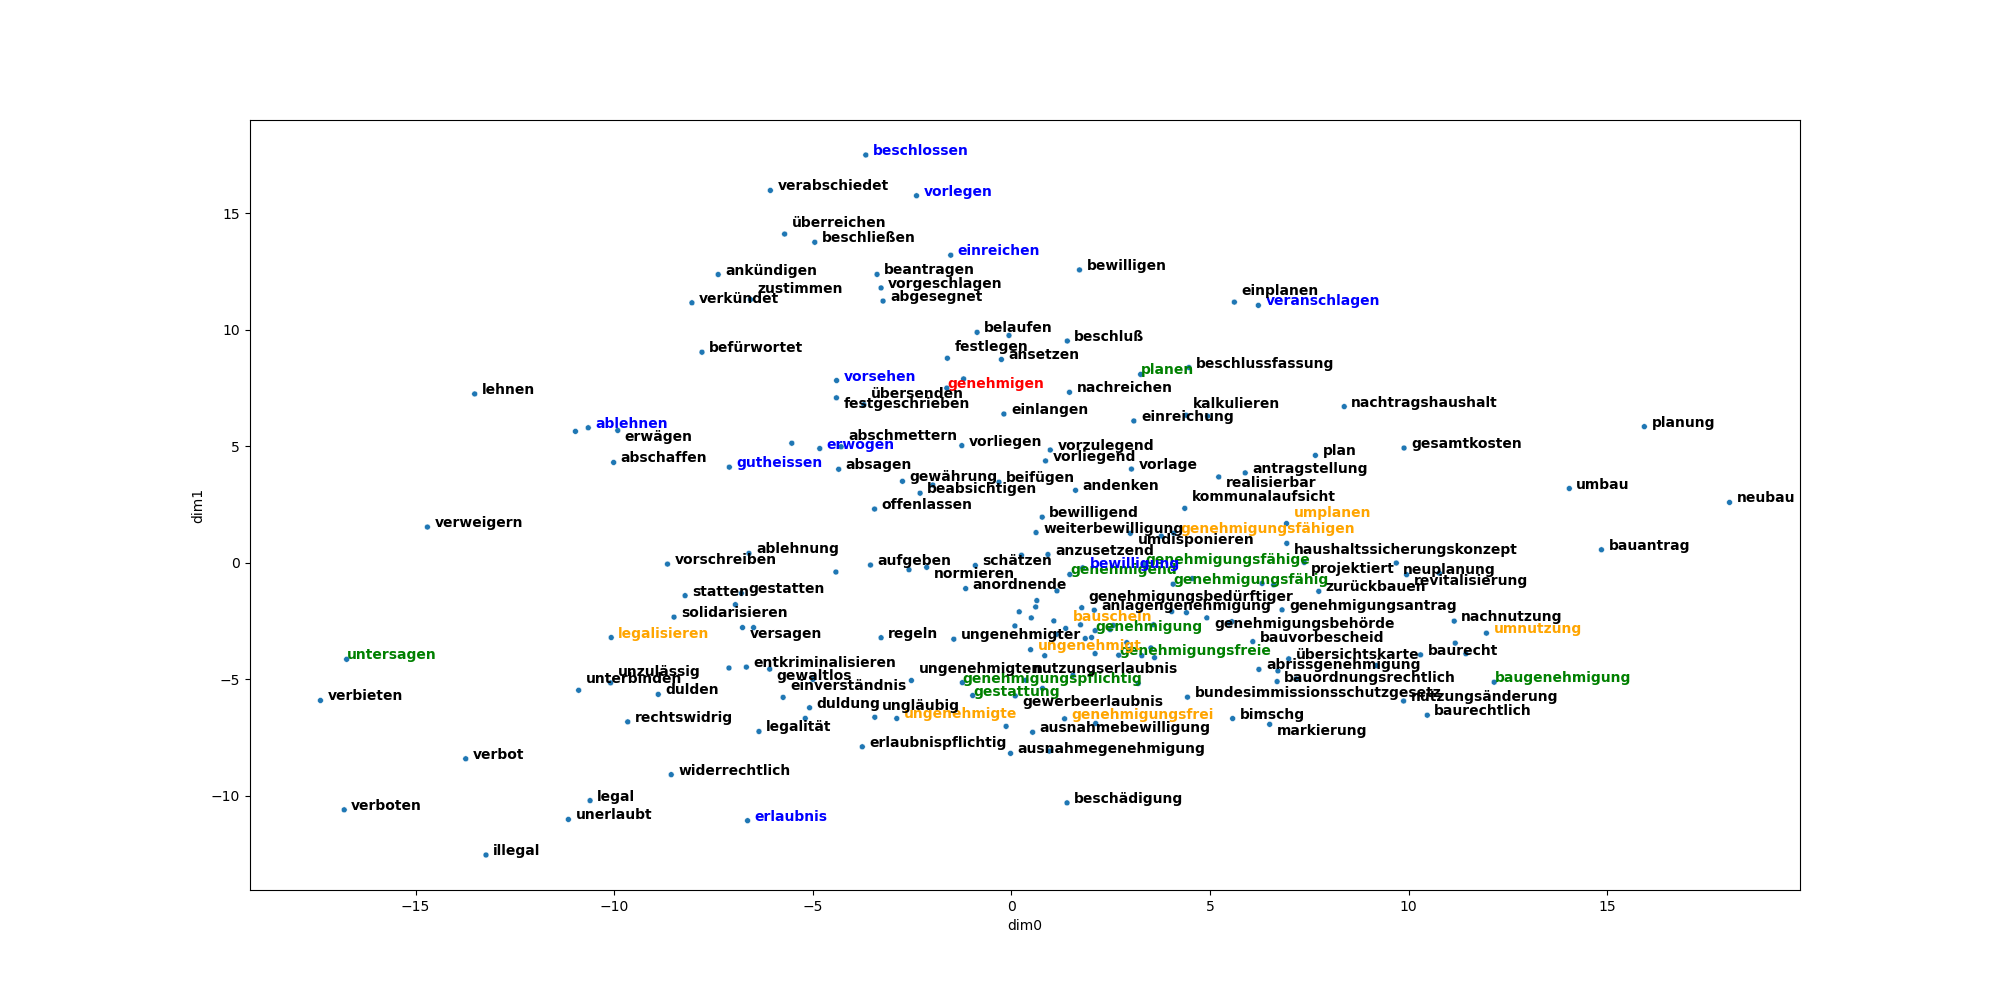 beschlossen
verabschiedet
vorlegen
überreichen
beschließen
einreichen
ankündigen
beantragen
bewilligen
vorgeschlagen
zustimmen
einplanen
verkündet
abgesegnet
veranschlagen
belaufen
beschluß
befürwortet
festlegen
ansetzen
beschlussfassung
planen
vorsehen
genehmigen
nachreichen
lehnen
übersenden
festgeschrieben
einlangen
kalkulieren
nachtragshaushalt
einreichung
ablehnen
planung
erwägen
abschmettern
erwogen
vorliegen
vorzulegend
gesamtkosten
plan
abschaffen
gutheissen
absagen
vorliegend
vorlage
antragstellung
gewährung
beifügen
realisierbar
beabsichtigen
andenken
umbau
kommunalaufsicht
neubau
offenlassen
bewilligend
umplanen
verweigern
weiterbewilligung
genehmigungsfähigen
umdisponieren
ablehnung
anzusetzend
haushaltssicherungskonzept
bauantrag
vorschreiben
aufgeben
schätzen
bewilligung
genehmigungsfähige
genehmigend
projektiert
neuplanung
normieren
genehmigungsfähig
revitalisierung
statten
gestatten
anordnende
zurückbauen
genehmigungsbedürftiger
solidarisieren
anlagengenehmigung
genehmigungsantrag
bauschein
genehmigungsbehörde
nachnutzung
legalisieren
versagen
regeln
ungenehmigter
genehmigung
bauvorbescheid
umnutzung
ungenehmigt
genehmigungsfreie
übersichtskarte
baurecht
untersagen
entkriminalisieren
ungenehmigten
nutzungserlaubnis
abrissgenehmigung
unzulässig
unterbinden
gewaltlos
genehmigungspflichtig
bauordnungsrechtlich
baugenehmigung
verbieten
dulden
einverständnis
gestattung
bundesimmissionsschutzgesetz
nutzungsänderung
duldung
ungläubig
gewerbeerlaubnis
rechtswidrig
ungenehmigte
genehmigungsfrei
bimschg
baurechtlich
legalität
ausnahmebewilligung
markierung
erlaubnispflichtig
ausnahmegenehmigung
verbot
widerrechtlich
verboten
legal
beschädigung
unerlaubt
erlaubnis
illegal
15
10
5
0
−5
−10
dim1
−15
−10
−5
0
5
10
15
dim0